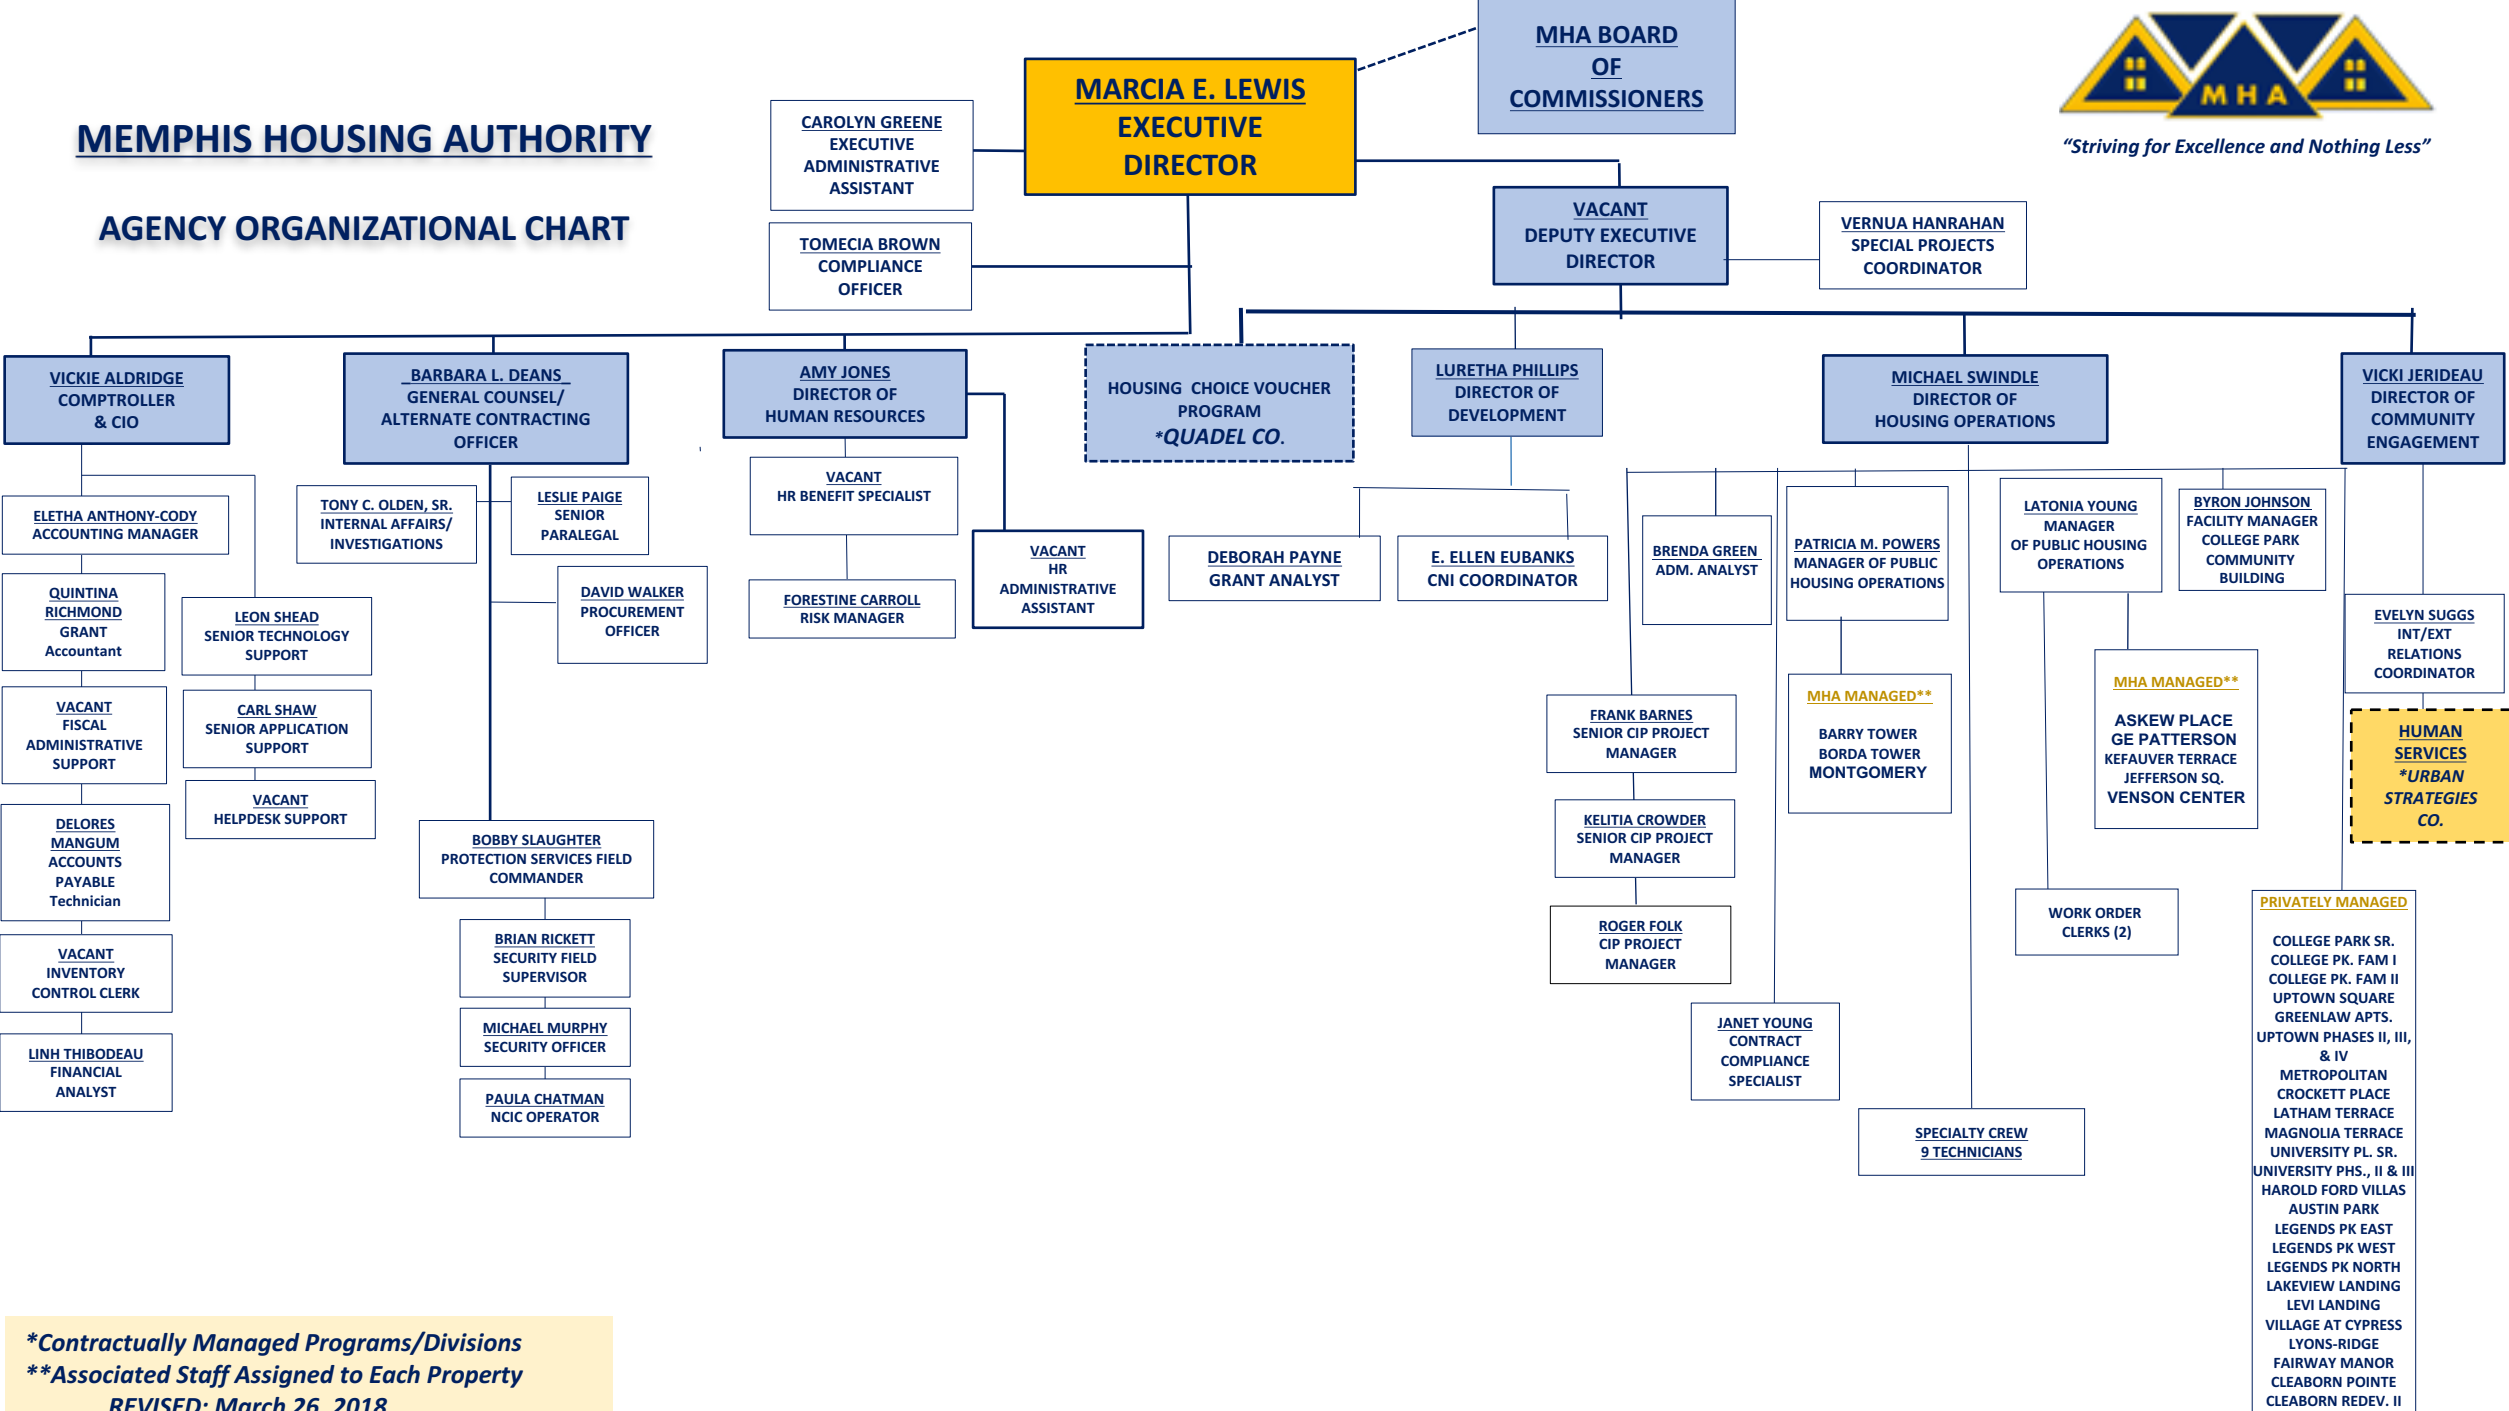 MEMPHIS HOUSING AUTHORITY
AGENCY ORGANIZATIONAL CHART
MHA BOARD
OF
COMMISSIONERS
MARCIA E. LEWIS
EXECUTIVE
DIRECTOR
CAROLYN GREENE
EXECUTIVE
ADMINISTRATIVE
ASSISTANT
TOMECIA BROWN
COMPLIANCE
OFFICER
MHA
“Striving for Excellence and Nothing Less”
VACANT
DEPUTY EXECUTIVE
DIRECTOR
VERNUA HANRAHAN
SPECIAL PROJECTS
COORDINATOR
VICKIE ALDRIDGE
COMPTROLLER
& CIO
_BARBARA L. DEANS_
GENERAL COUNSEL/
ALTERNATE CONTRACTING
OFFICER
AMY JONES
DIRECTOR OF
HUMAN RESOURCES
HOUSING CHOICE VOUCHER
PROGRAM
*QUADEL CO.
LURETHA PHILLIPS
DIRECTOR OF
DEVELOPMENT
MICHAEL SWINDLE
DIRECTOR OF
HOUSING OPERATIONS
VICKI JERIDEAU
DIRECTOR OF
COMMUNITY
ENGAGEMENT
ELETHA ANTHONY-CODY
ACCOUNTING MANAGER
QUINTINA
RICHMOND
GRANT
Accountant
VACANT
FISCAL
ADMINISTRATIVE
SUPPORT
DELORES
MANGUM
ACCOUNTS
PAYABLE
Technician
VACANT
INVENTORY
CONTROL CLERK
LINH THIBODEAU
FINANCIAL
ANALYST
LEON SHEAD
SENIOR TECHNOLOGY
SUPPORT
CARL SHAW
SENIOR APPLICATION
SUPPORT
VACANT
HELPDESK SUPPORT
TONY C. OLDEN, SR.
INTERNAL AFFAIRS/
INVESTIGATIONS
LESLIE PAIGE
SENIOR
PARALEGAL
DAVID WALKER
PROCUREMENT
OFFICER
BOBBY SLAUGHTER
PROTECTION SERVICES FIELD
COMMANDER
BRIAN RICKETT
SECURITY FIELD
SUPERVISOR
MICHAEL MURPHY
SECURITY OFFICER
PAULA CHATMAN
NCIC OPERATOR
VACANT
HR BENEFIT SPECIALIST
FORESTINE CARROLL
RISK MANAGER
VACANT
HR
ADMINISTRATIVE
ASSISTANT
DEBORAH PAYNE
GRANT ANALYST
E. ELLEN EUBANKS
CNI COORDINATOR
BRENDA GREEN
ADM. ANALYST
PATRICIA M. POWERS
MANAGER OF PUBLIC
HOUSING OPERATIONS
MHA MANAGED**
BARRY TOWER
BORDA TOWER
MONTGOMERY
FRANK BARNES
SENIOR CIP PROJECT
MANAGER
KELITIA CROWDER
SENIOR CIP PROJECT
MANAGER
ROGER FOLK
CIP PROJECT
MANAGER
JANET YOUNG
CONTRACT
COMPLIANCE
SPECIALIST
SPECIALTY CREW
9 TECHNICIANS
LATONIA YOUNG
MANAGER
OF PUBLIC HOUSING
OPERATIONS
MHA MANAGED**
ASKEW PLACE
GE PATTERSON
KEFAUVER TERRACE
JEFFERSON SQ.
VENSON CENTER
WORK ORDER
CLERKS (2)
BYRON JOHNSON
FACILITY MANAGER
COLLEGE PARK
COMMUNITY
BUILDING
EVELYN SUGGS
INT/EXT
RELATIONS
COORDINATOR
HUMAN
SERVICES
*URBAN
STRATEGIES
CO.
PRIVATELY MANAGED
COLLEGE PARK SR.
COLLEGE PK. FAM I
COLLEGE PK. FAM II
UPTOWN SQUARE
GREENLAW APTS.
UPTOWN PHASES II, III,
& IV
METROPOLITAN
CROCKETT PLACE
LATHAM TERRACE
MAGNOLIA TERRACE
UNIVERSITY PL. SR.
UNIVERSITY PHS., II & III
HAROLD FORD VILLAS
AUSTIN PARK
LEGENDS PK EAST
LEGENDS PK WEST
LEGENDS PK NORTH
LAKEVIEW LANDING
LEVI LANDING
VILLAGE AT CYPRESS
LYONS-RIDGE
FAIRWAY MANOR
CLEABORN POINTE
CLEABORN REDEV. II
*Contractually Managed Programs/Divisions
**Associated Staff Assigned to Each Property
REVISED: March 26, 2018